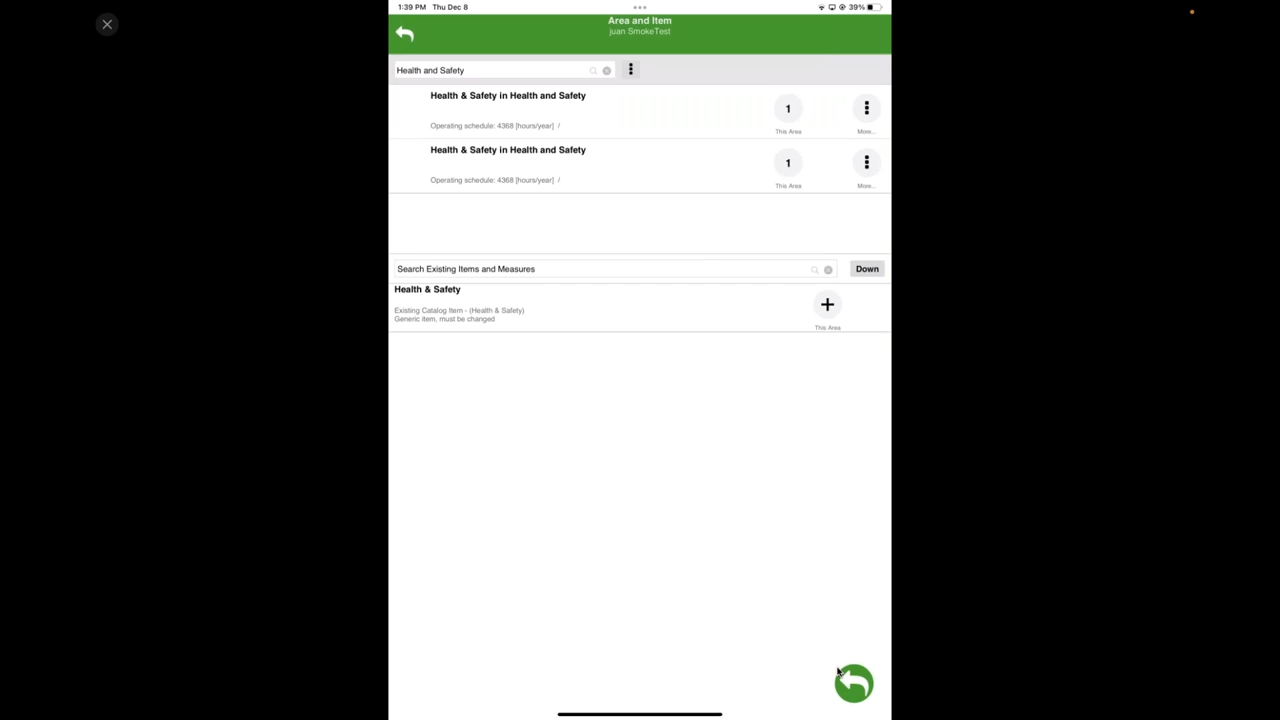 1:39 PM Thu Dec 8
39%
Area and Item
juan SmokeTest
Health and Safety
Health & Safety in Health and Safety
1
Operating schedule: 4368 [hours/year] /
This Area
More...
Health & Safety in Health and Safety
1
Operating schedule: 4368 [hours/year] /
This Area
More...
Search Existing Items and Measures
Down
Health & Safety
Existing Catalog Item - (Health & Safety)
Generic item, must be changed
This Area